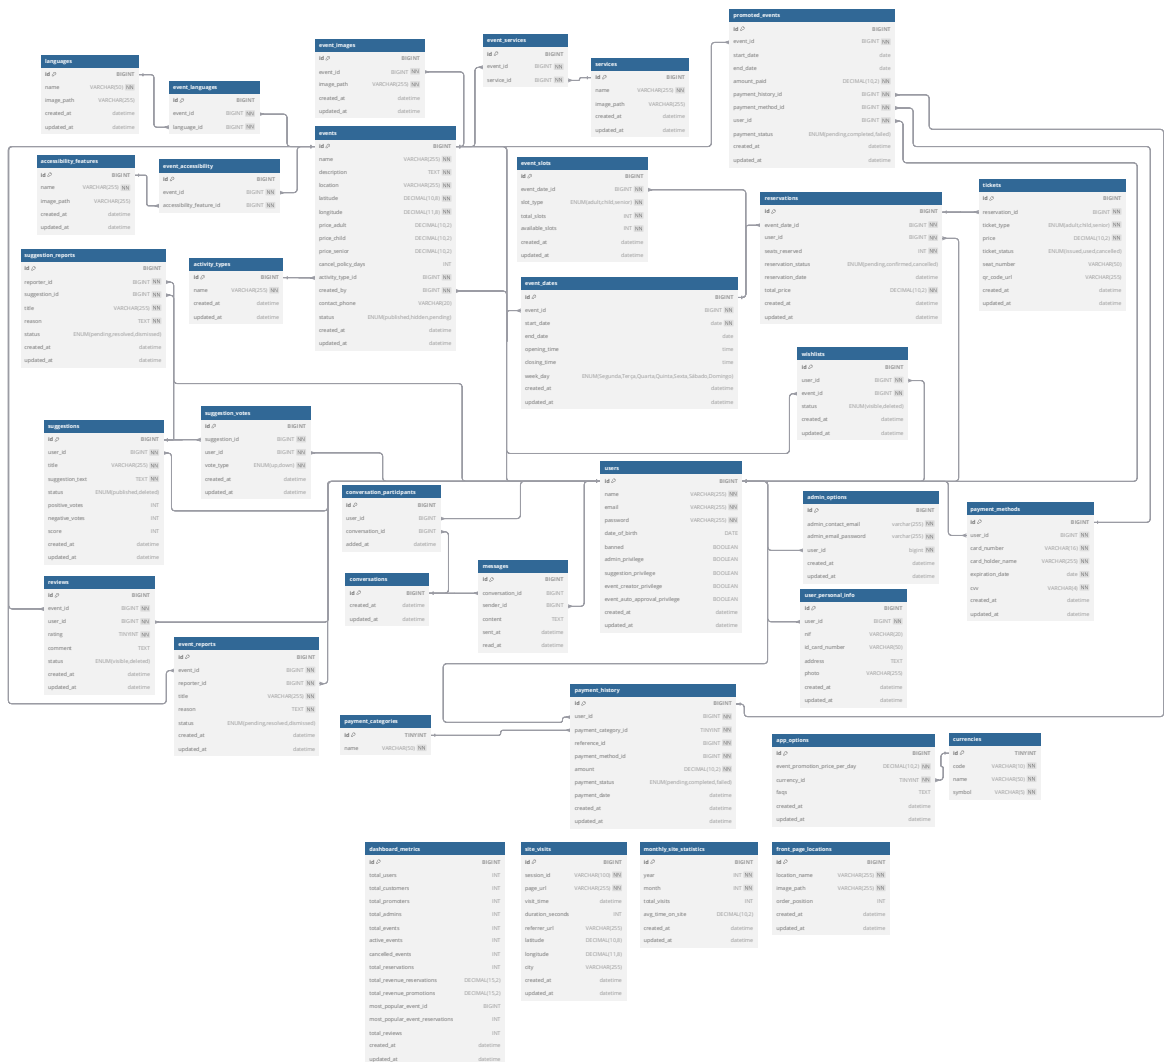 languages
id BIGINT
name VARCHAR(50) NN
image_path VARCHAR(255)
created_at datetime
updated_at datetime
event_languages
id BIGINT
event_id BIGINT NN
language_id BIGINT NN
event_images
id BIGINT
event_id BIGINT NN
image_path VARCHAR(255) NN
created_at datetime
updated_at datetime
event_services
id BIGINT
event_id BIGINT NN
service_id BIGINT NN
services
id BIGINT
name VARCHAR(255) NN
image_path VARCHAR(255)
created_at datetime
updated_at datetime
promoted_events
id BIGINT
event_id BIGINT NN
start_date date
end_date date
amount_paid DECIMAL(10,2) NN
payment_history_id BIGINT NN
payment_method_id BIGINT NN
user_id BIGINT NN
payment_status ENUM(pending,completed,failed)
created_at datetime
updated_at datetime
accessibility_features
id BIGINT
name VARCHAR(255) NN
image_path VARCHAR(255)
created_at datetime
updated_at datetime
event_accessibility
id BIGINT
event_id BIGINT NN
accessibility_feature_id BIGINT NN
events
id BIGINT
name VARCHAR(255) NN
description TEXT NN
location VARCHAR(255) NN
latitude DECIMAL(10,8) NN
longitude DECIMAL(11,8) NN
price_adult DECIMAL(10,2)
price_child DECIMAL(10,2)
price_senior DECIMAL(10,2)
cancel_policy_days INT
activity_type_id BIGINT NN
created_by BIGINT NN
contact_phone VARCHAR(20)
status ENUM(published,hidden,pending)
created_at datetime
updated_at datetime
event_slots
id BIGINT
event_date_id BIGINT NN
slot_type ENUM(adult,child,senior) NN
total_slots INT NN
available_slots INT NN
created_at datetime
updated_at datetime
reservations
id BIGINT
event_date_id BIGINT NN
user_id BIGINT NN
seats_reserved INT NN
reservation_status ENUM(pending,confirmed,cancelled)
reservation_date datetime
total_price DECIMAL(10,2) NN
created_at datetime
updated_at datetime
tickets
id BIGINT
reservation_id BIGINT NN
ticket_type ENUM(adult,child,senior) NN
price DECIMAL(10,2) NN
ticket_status ENUM(issued,used,cancelled)
seat_number VARCHAR(50)
qr_code_url VARCHAR(255)
created_at datetime
updated_at datetime
suggestion_reports
id BIGINT
reporter_id BIGINT NN
suggestion_id BIGINT NN
title VARCHAR(255) NN
reason TEXT NN
status ENUM(pending,resolved,dismissed)
created_at datetime
updated_at datetime
activity_types
id BIGINT
name VARCHAR(255) NN
created_at datetime
updated_at datetime
event_dates
id BIGINT
event_id BIGINT NN
start_date date NN
end_date date
opening_time time
closing_time time
week_day ENUM(Segunda,Terça,Quarta,Quinta,Sexta,Sábado,Domingo)
created_at datetime
updated_at datetime
wishlists
id BIGINT
user_id BIGINT NN
event_id BIGINT NN
status ENUM(visible,deleted)
created_at datetime
updated_at datetime
suggestions
id BIGINT
user_id BIGINT NN
title VARCHAR(255) NN
suggestion_text TEXT NN
status ENUM(published,deleted)
positive_votes INT
negative_votes INT
score INT
created_at datetime
updated_at datetime
suggestion_votes
id BIGINT
suggestion_id BIGINT NN
user_id BIGINT NN
vote_type ENUM(up,down) NN
created_at datetime
updated_at datetime
users
id BIGINT
name VARCHAR(255) NN
email VARCHAR(255) NN
password VARCHAR(255) NN
date_of_birth DATE
banned BOOLEAN
admin_privilege BOOLEAN
suggestion_privilege BOOLEAN
event_creator_privilege BOOLEAN
event_auto_approval_privilege BOOLEAN
created_at datetime
updated_at datetime
conversation_participants
id BIGINT
user_id BIGINT
conversation_id BIGINT
added_at datetime
admin_options
id BIGINT
admin_contact_email varchar(255) NN
admin_email_password varchar(255) NN
user_id bigint NN
created_at datetime
updated_at datetime
payment_methods
id BIGINT
user_id BIGINT NN
card_number VARCHAR(16) NN
card_holder_name VARCHAR(255) NN
expiration_date date NN
cvv VARCHAR(4) NN
created_at datetime
updated_at datetime
reviews
id BIGINT
event_id BIGINT NN
user_id BIGINT NN
rating TINYINT NN
comment TEXT
status ENUM(visible,deleted)
created_at datetime
updated_at datetime
conversations
id BIGINT
created_at datetime
updated_at datetime
messages
id BIGINT
conversation_id BIGINT
sender_id BIGINT
content TEXT
sent_at datetime
read_at datetime
user_personal_info
id BIGINT
user_id BIGINT NN
nif VARCHAR(20)
id_card_number VARCHAR(50)
address TEXT
photo VARCHAR(255)
created_at datetime
updated_at datetime
event_reports
id BIGINT
event_id BIGINT NN
reporter_id BIGINT NN
title VARCHAR(255) NN
reason TEXT NN
status ENUM(pending,resolved,dismissed)
created_at datetime
updated_at datetime
payment_categories
id TINYINT
name VARCHAR(50) NN
payment_history
id BIGINT
user_id BIGINT NN
payment_category_id TINYINT NN
reference_id BIGINT NN
payment_method_id BIGINT NN
amount DECIMAL(10,2) NN
payment_status ENUM(pending,completed,failed)
payment_date datetime
created_at datetime
updated_at datetime
app_options
id BIGINT
event_promotion_price_per_day DECIMAL(10,2) NN
currency_id TINYINT NN
faqs TEXT
created_at datetime
updated_at datetime
currencies
id TINYINT
code VARCHAR(10) NN
name VARCHAR(50) NN
symbol VARCHAR(5) NN
dashboard_metrics
id BIGINT
total_users INT
total_customers INT
total_promoters INT
total_admins INT
total_events INT
active_events INT
cancelled_events INT
total_reservations INT
total_revenue_reservations DECIMAL(15,2)
total_revenue_promotions DECIMAL(15,2)
most_popular_event_id BIGINT
most_popular_event_reservations INT
total_reviews INT
created_at datetime
updated_at datetime
site_visits
id BIGINT
session_id VARCHAR(100) NN
page_url VARCHAR(255) NN
visit_time datetime
duration_seconds INT
referrer_url VARCHAR(255)
latitude DECIMAL(10,8)
longitude DECIMAL(11,8)
city VARCHAR(255)
created_at datetime
updated_at datetime
monthly_site_statistics
id BIGINT
year INT NN
month INT NN
total_visits INT
avg_time_on_site DECIMAL(10,2)
created_at datetime
updated_at datetime
front_page_locations
id BIGINT
location_name VARCHAR(255) NN
image_path VARCHAR(255) NN
order_position INT
created_at datetime
updated_at datetime